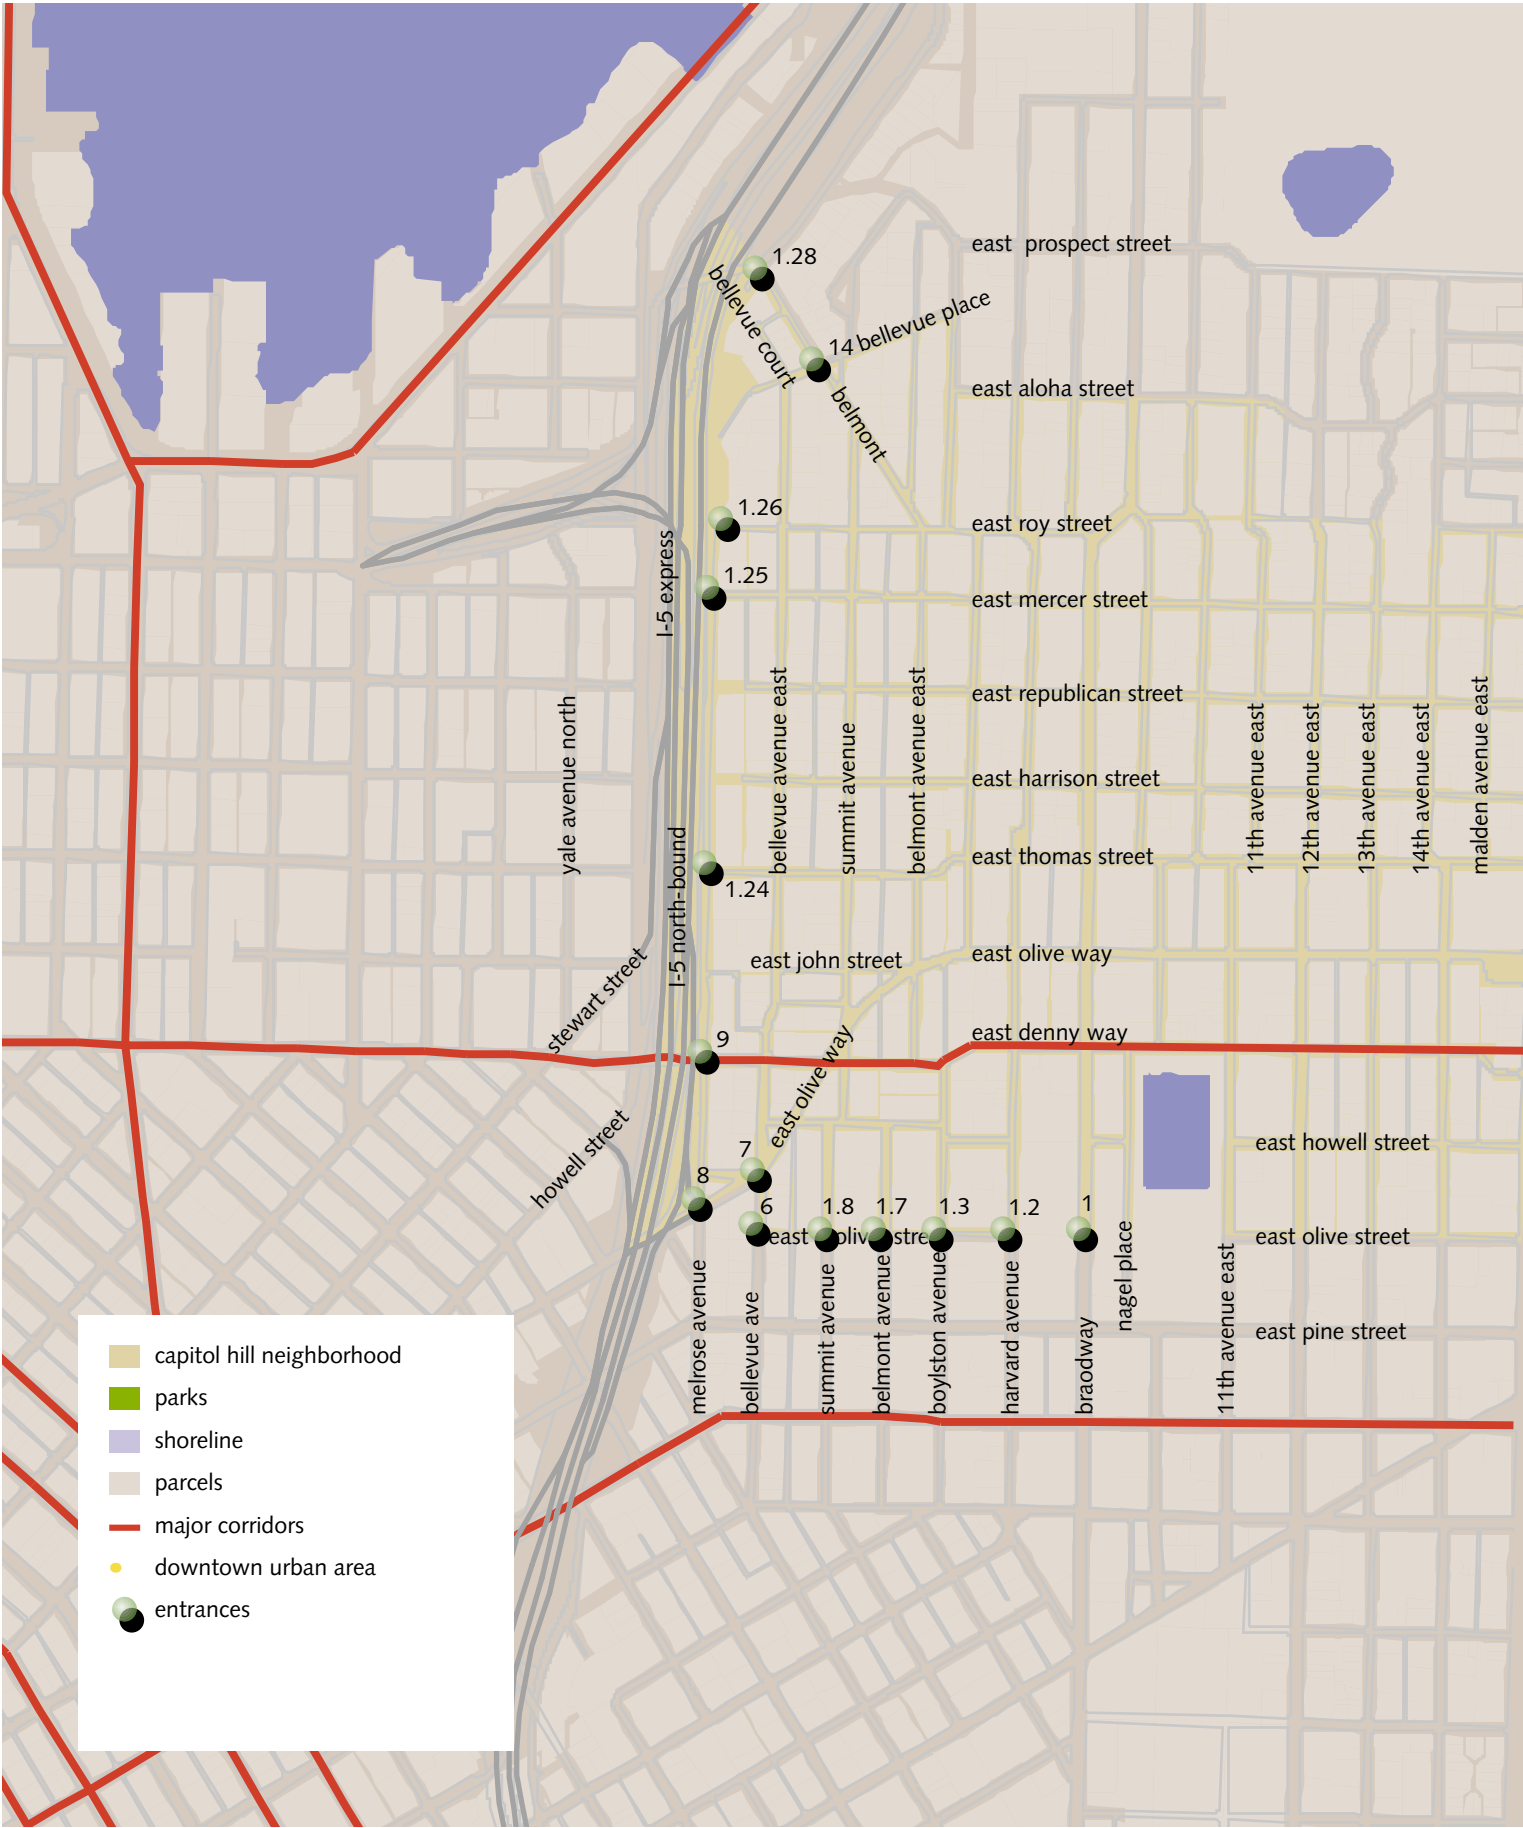 east  prospect street
1.28
bellevue court
bellevue place
14
east aloha street
belmont
1.26
east roy street
1.25
I-5 express
east mercer street
east republican street
yale avenue north
bellevue avenue east
summit avenue
belmont avenue east
11th avenue east
12th avenue east
13th avenue east
14th avenue east
malden avenue east
east harrison street
east thomas street
1.24
I-5 north-bound
east john street
east olive way
stewart street
east denny way
9
east olive way
howell street
7
east howell street
8
6
1.8
1.7
1.3
1.2
1
east olive stre
east olive street
nagel place
11th avenue east
melrose avenue
bellevue ave
summit avenue
belmont avenue
boylston avenue
harvard avenue
braodway
east pine street
capitol hill neighborhood
parks
shoreline
parcels
major corridors
downtown urban area
entrances